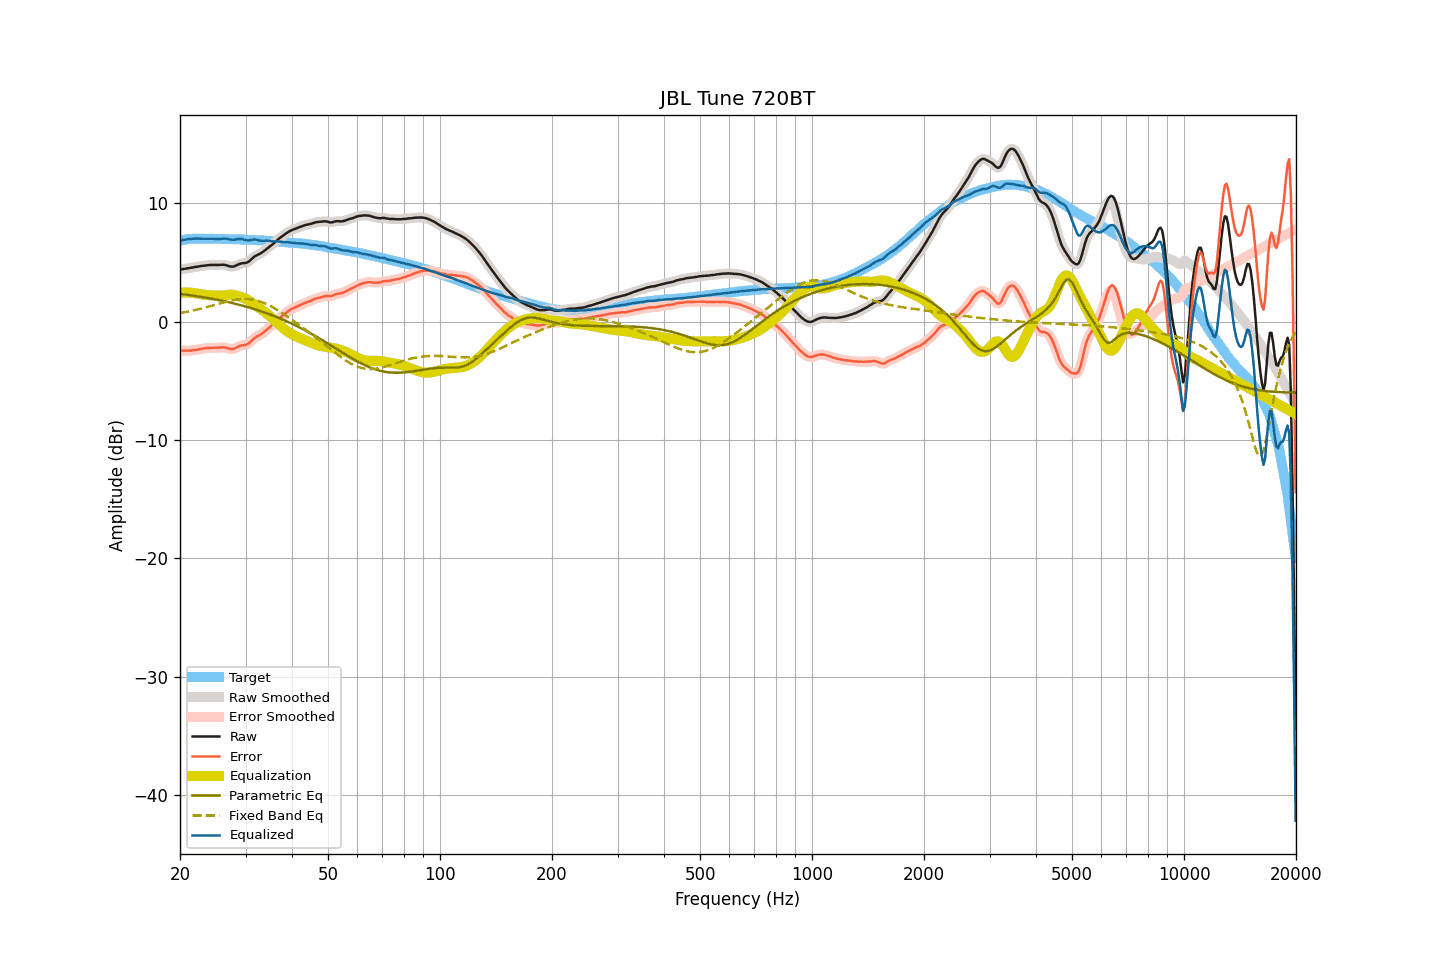 JBL Tune 720BT
Amplitude (dBr)
10
0
−10
−20
−30
−40
Target
Raw Smoothed
Error Smoothed
Raw
Error
Equalization
Parametric Eq
Fixed Band Eq
Equalized
20 50 100 200 500 1000 2000 5000 10000 20000
Frequency (Hz)